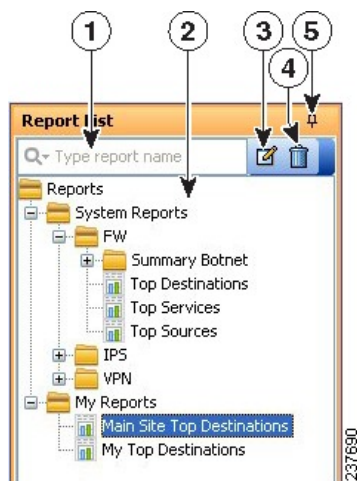 1 2 3 5
4
Report List
Type report name
Reports
System Reports
FW
Summary Botnet
Top Destinations
Top Services
Top Sources
IPS
VPN
My Reports
Main Site Top Destinations
My Top Destinations
237690